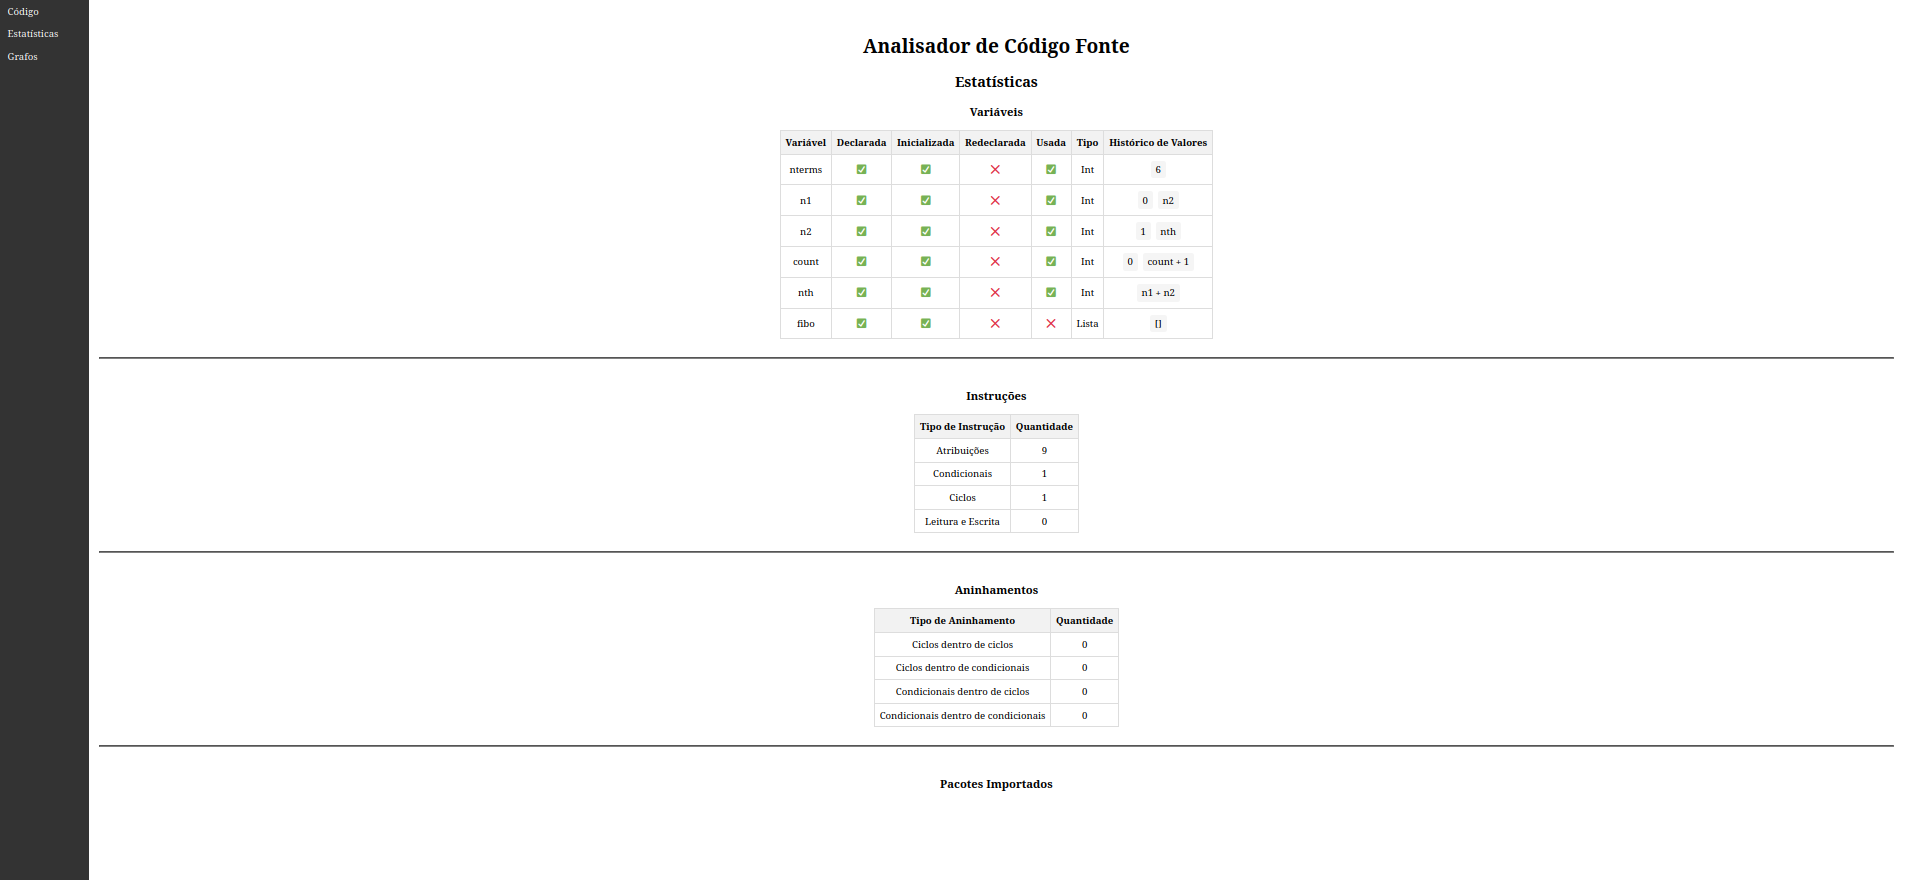 Código
Estatísticas
Grafos
Analisador de Código Fonte
Estatísticas
Variáveis
Variável Declarada Inicializada Redeclarada Usada Tipo Histórico de Valores
nterms ✅ ✅ ❌ ✅ Int 6
n1 ✅ ✅ ❌ ✅ Int 0 n2
n2 ✅ ✅ ❌ ✅ Int 1 nth
count ✅ ✅ ❌ ✅ Int 0 count + 1
nth ✅ ✅ ❌ ✅ Int n1 + n2
fibo ✅ ✅ ❌ ❌ Lista []
Instruções
Tipo de Instrução Quantidade
Atribuições 9
Condicionais 1
Ciclos 1
Leitura e Escrita 0
Aninhamentos
Tipo de Aninhamento Quantidade
Ciclos dentro de ciclos 0
Ciclos dentro de condicionais 0
Condicionais dentro de ciclos 0
Condicionais dentro de condicionais 0
Pacotes Importados